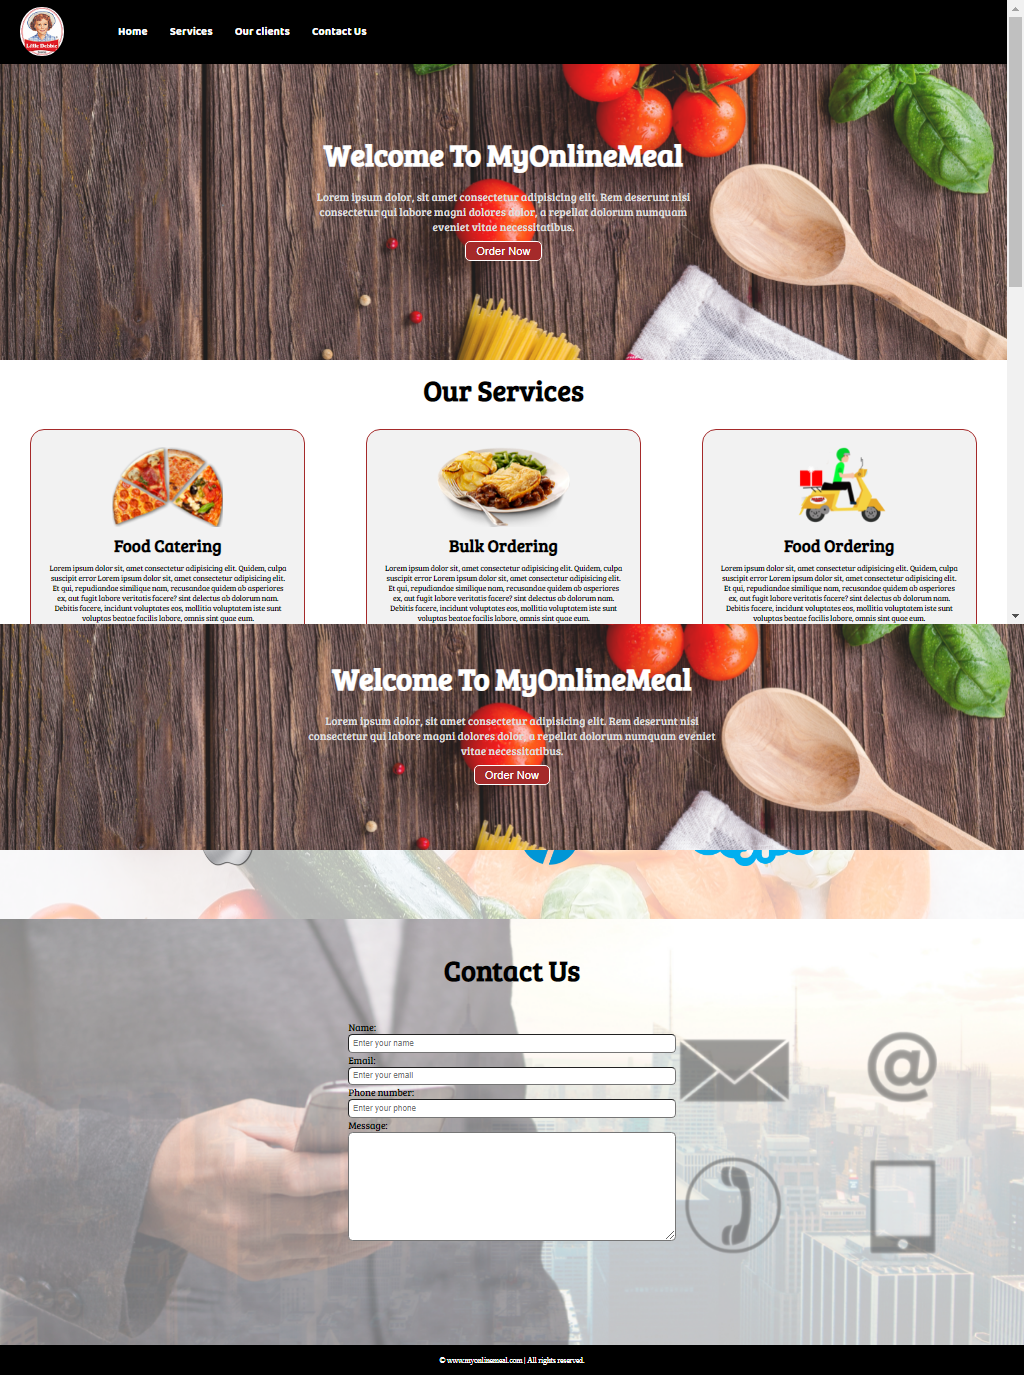 Little Debbie
Home Services Our clients Contact Us
Welcome To MyOnlineMeal
Lorem ipsum dolor, sit amet consectetur adipisicing elit. Rem deserunt nisi
consectetur qui labore magni dolores dolor, a repellat dolorum numquam
eveniet vitae necessitatibus.
Order Now
Our Services
Food Catering
Lorem ipsum dolor sit, amet consectetur adipisicing elit. Quidem, culpa
suscipit error Lorem ipsum dolor sit, amet consectetur adipisicing elit.
Et qui, repudiandae similique nam, recusandae quidem ab asperiores
ex, aut fugit labore veritatis facere? sint delectus ab dolorum nam.
Debitis facere, incidunt voluptates eos, mollitia voluptatem iste sunt
voluptas beatae facilis labore, omnis sint quae eum.
Bulk Ordering
Lorem ipsum dolor sit, amet consectetur adipisicing elit. Quidem, culpa
suscipit error Lorem ipsum dolor sit, amet consectetur adipisicing elit.
Et qui, repudiandae similique nam, recusandae quidem ab asperiores
ex, aut fugit labore veritatis facere? sint delectus ab dolorum nam.
Debitis facere, incidunt voluptates eos, mollitia voluptatem iste sunt
voluptas beatae facilis labore, omnis sint quae eum.
Food Ordering
Lorem ipsum dolor sit, amet consectetur adipisicing elit. Quidem, culpa
suscipit error Lorem ipsum dolor sit, amet consectetur adipisicing elit.
Et qui, repudiandae similique nam, recusandae quidem ab asperiores
ex, aut fugit labore veritatis facere? sint delectus ab dolorum nam.
Debitis facere, incidunt voluptates eos, mollitia voluptatem iste sunt
voluptas beatae facilis labore, omnis sint quae eum.
Welcome To MyOnlineMeal
Lorem ipsum dolor, sit amet consectetur adipisicing elit. Rem deserunt nisi
consectetur qui labore magni dolores dolor, a repellat dolorum numquam eveniet
vitae necessitatibus.
Order Now
Contact Us
Name:
Enter your name
Email:
Enter your email
Phone number:
Enter your phone
Message:
@
© www.myonlinemeal.com | All rights reserved.